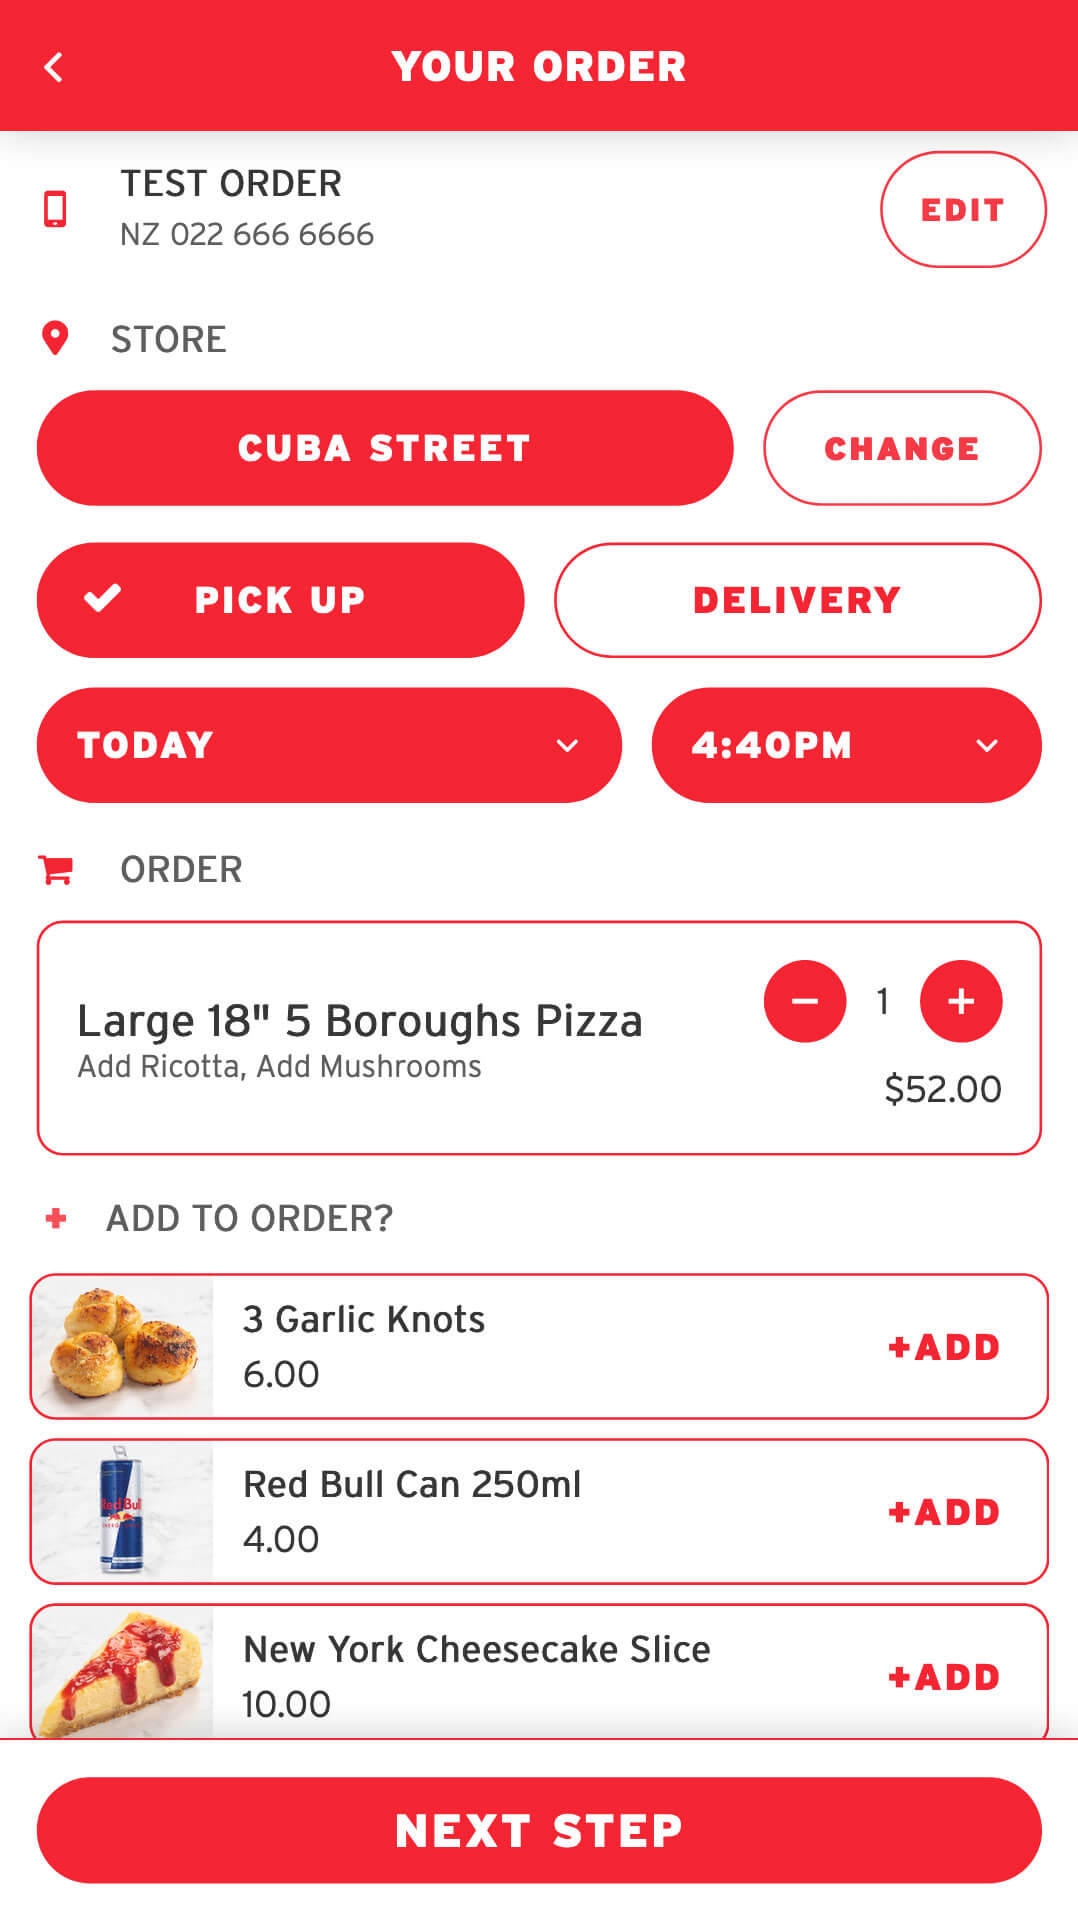 YOUR ORDER
TEST ORDER
NZ 022 666 6666
EDIT
STORE
CUBA STREET
CHANGE
PICK UP
DELIVERY
TODAY
4:40PM
ORDER
Large 18" 5 Boroughs Pizza
Add Ricotta, Add Mushrooms
1
$52.00
ADD TO ORDER?
3 Garlic Knots
6.00
+ADD
Red Bull
Red Bull Can 250ml
4.00
+ADD
New York Cheesecake Slice
10.00
+ADD
NEXT STEP